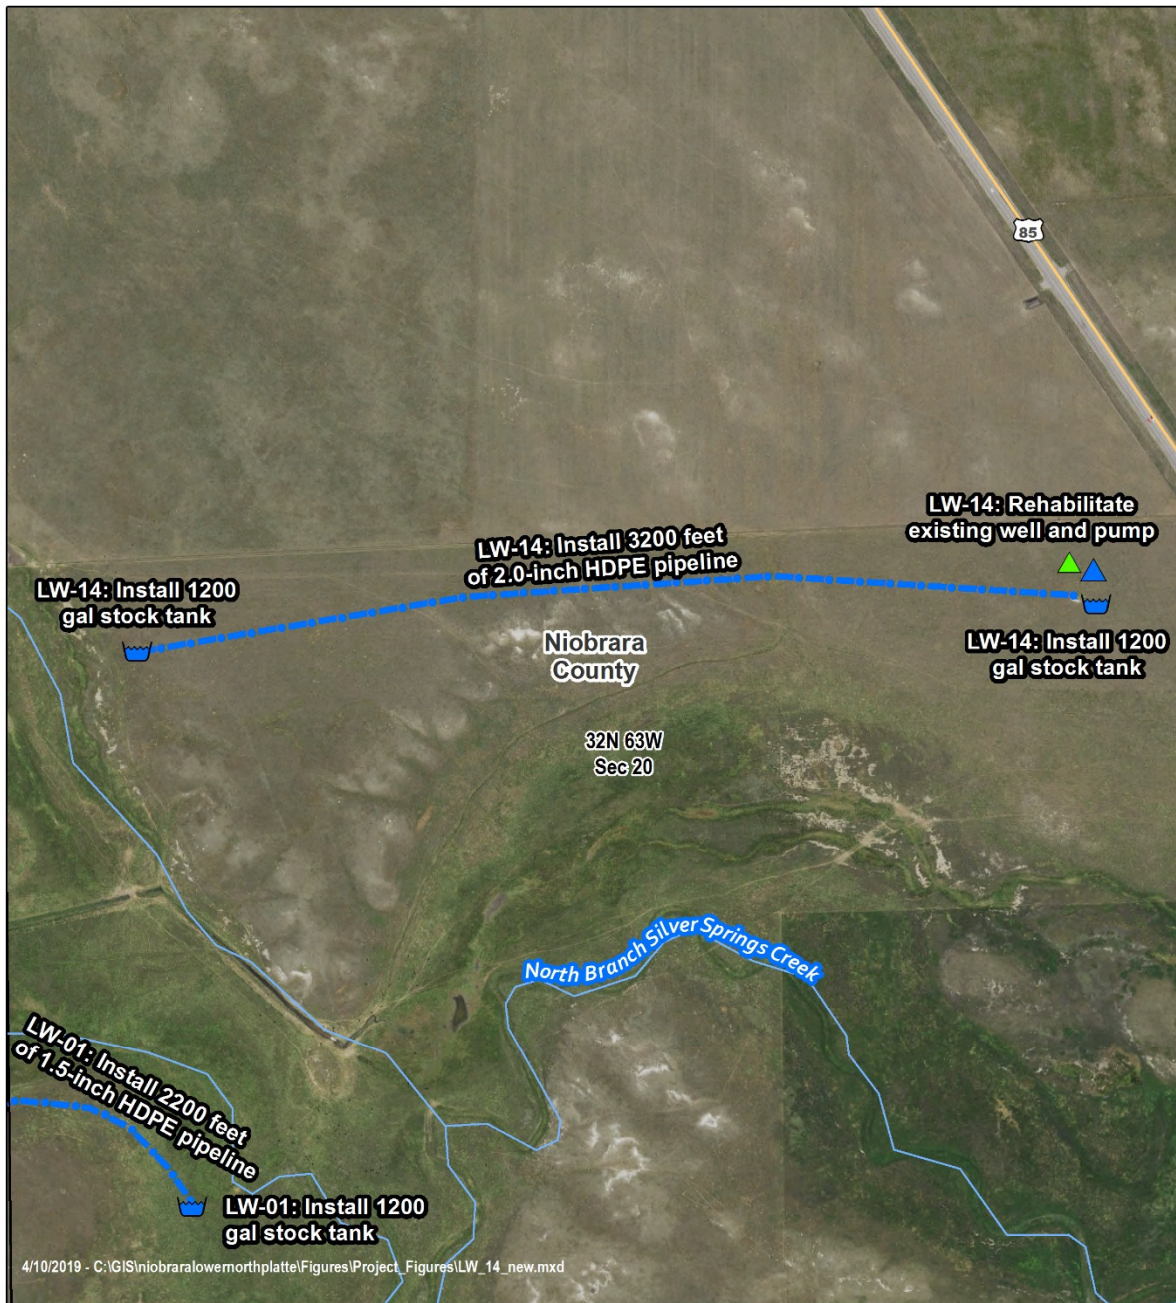 85
LW-14: Rehabilitate
existing well and pump
LW-14: Install 3200 feet
of 2.0-inch HDPE pipeline
LW-14: Install 1200
gal stock tank
LW-14: Install 1200
gal stock tank
Niobrara
County
32N 63W
Sec 20
North Branch Silver Springs Creek
LW-01: Install 2200 feet
of 1.5-inch HDPE pipeline
LW-01: Install 1200
gal stock tank
4/10/2019 - C:\GIS\niobraralowernorthplatte\Figures\Project_Figures\LW_14_new.mxd